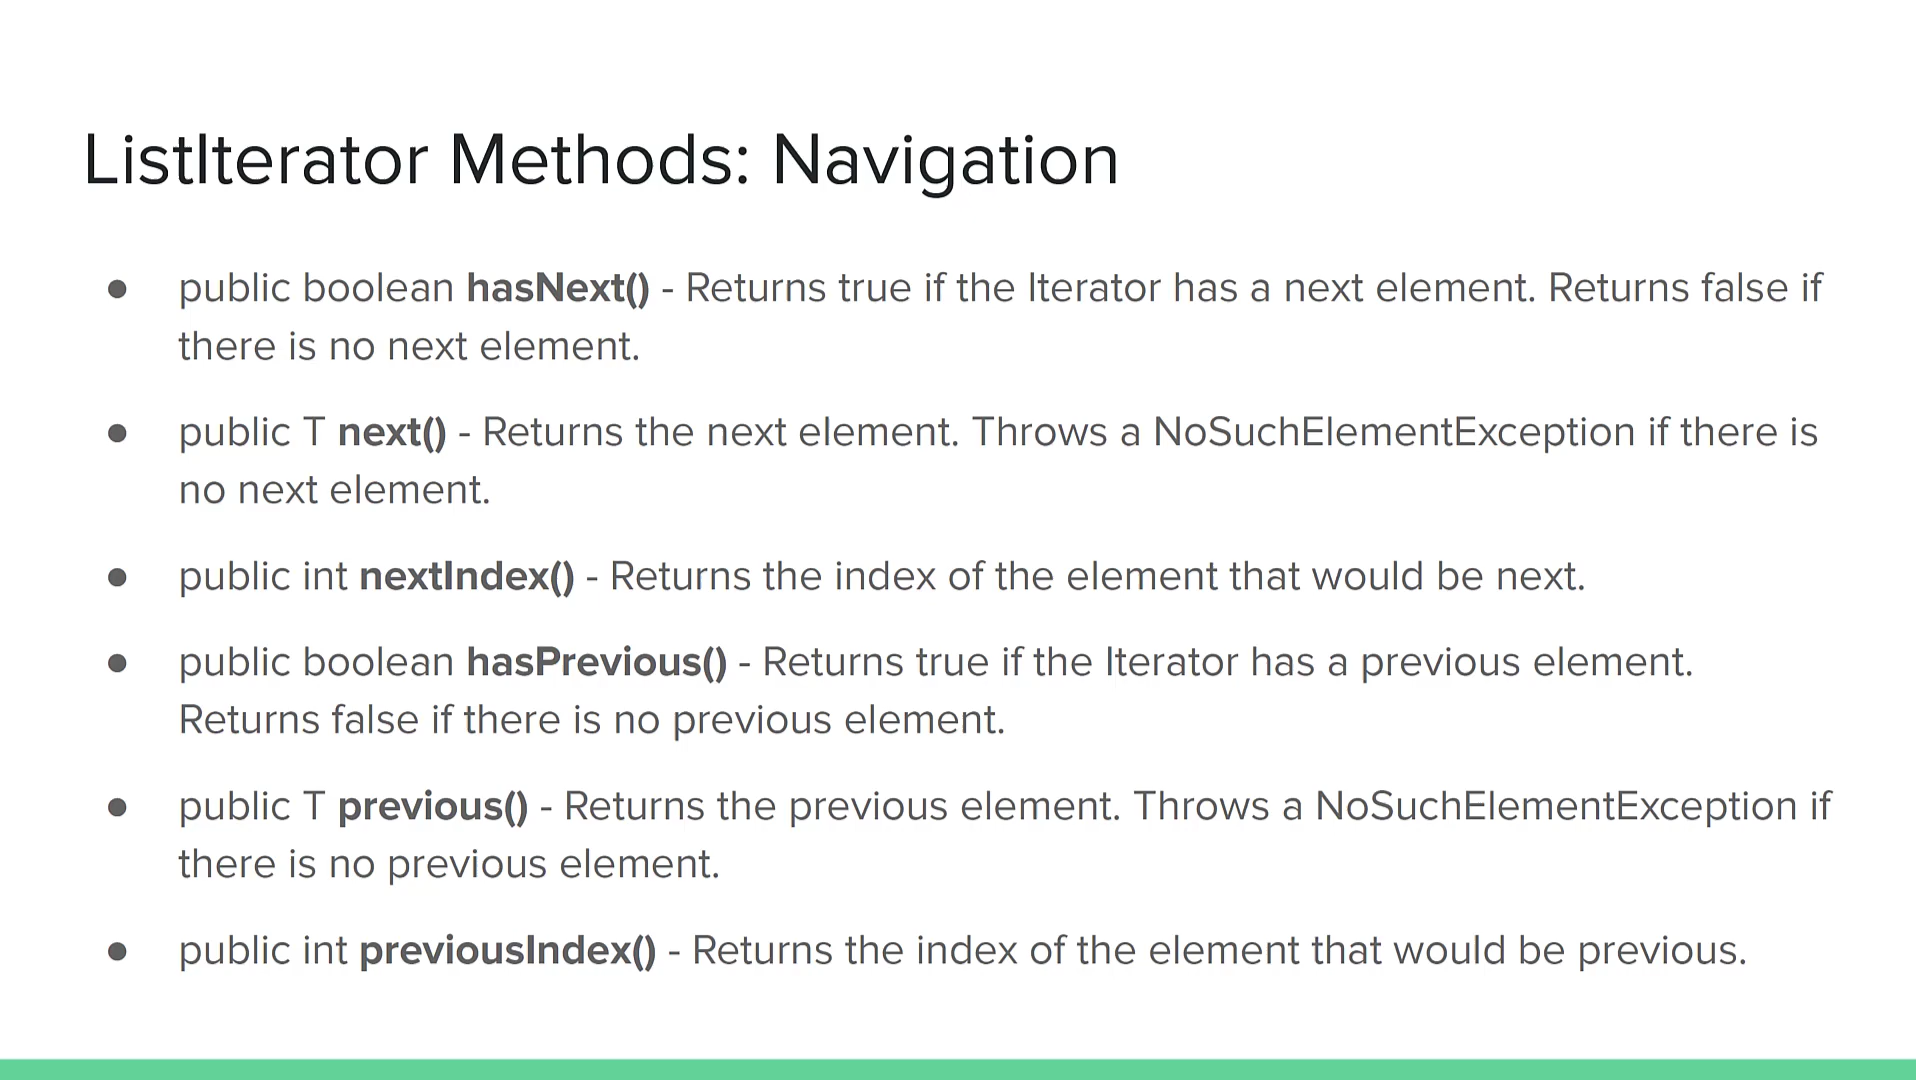 ListIterator Methods: Navigation
● public boolean hasNext() - Returns true if the Iterator has a next element. Returns false if
there is no next element.
● public T next() - Returns the next element. Throws a NoSuchElementException if there is
no next element.
● public int nextIndex() - Returns the index of the element that would be next.
● public boolean hasPrevious() - Returns true if the Iterator has a previous element.
Returns false if there is no previous element.
● public T previous() - Returns the previous element. Throws a NoSuchElementException if
there is no previous element.
● public int previousIndex() - Returns the index of the element that would be previous.